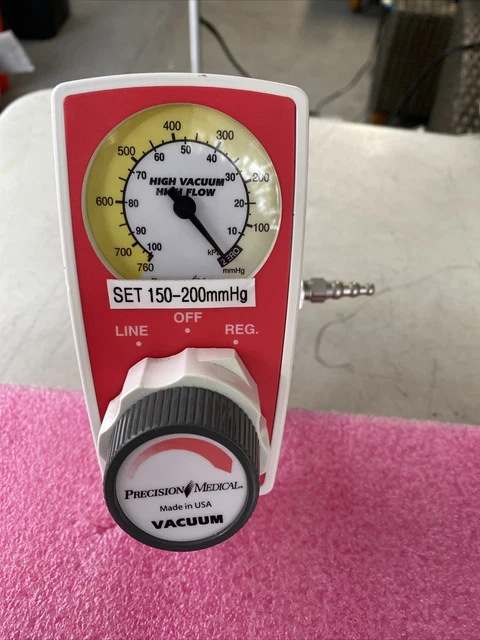 400
500 300
50
60 40
70 30 200
HIGH VACUUM
HIGH FLOW
600 80 20
90 10 100
700 100 kPa ZERO
760 mmHg
SET 150-200mmHg
OFF
LINE REG.
PRECISION MEDICAL
Made in USA
VACUUM